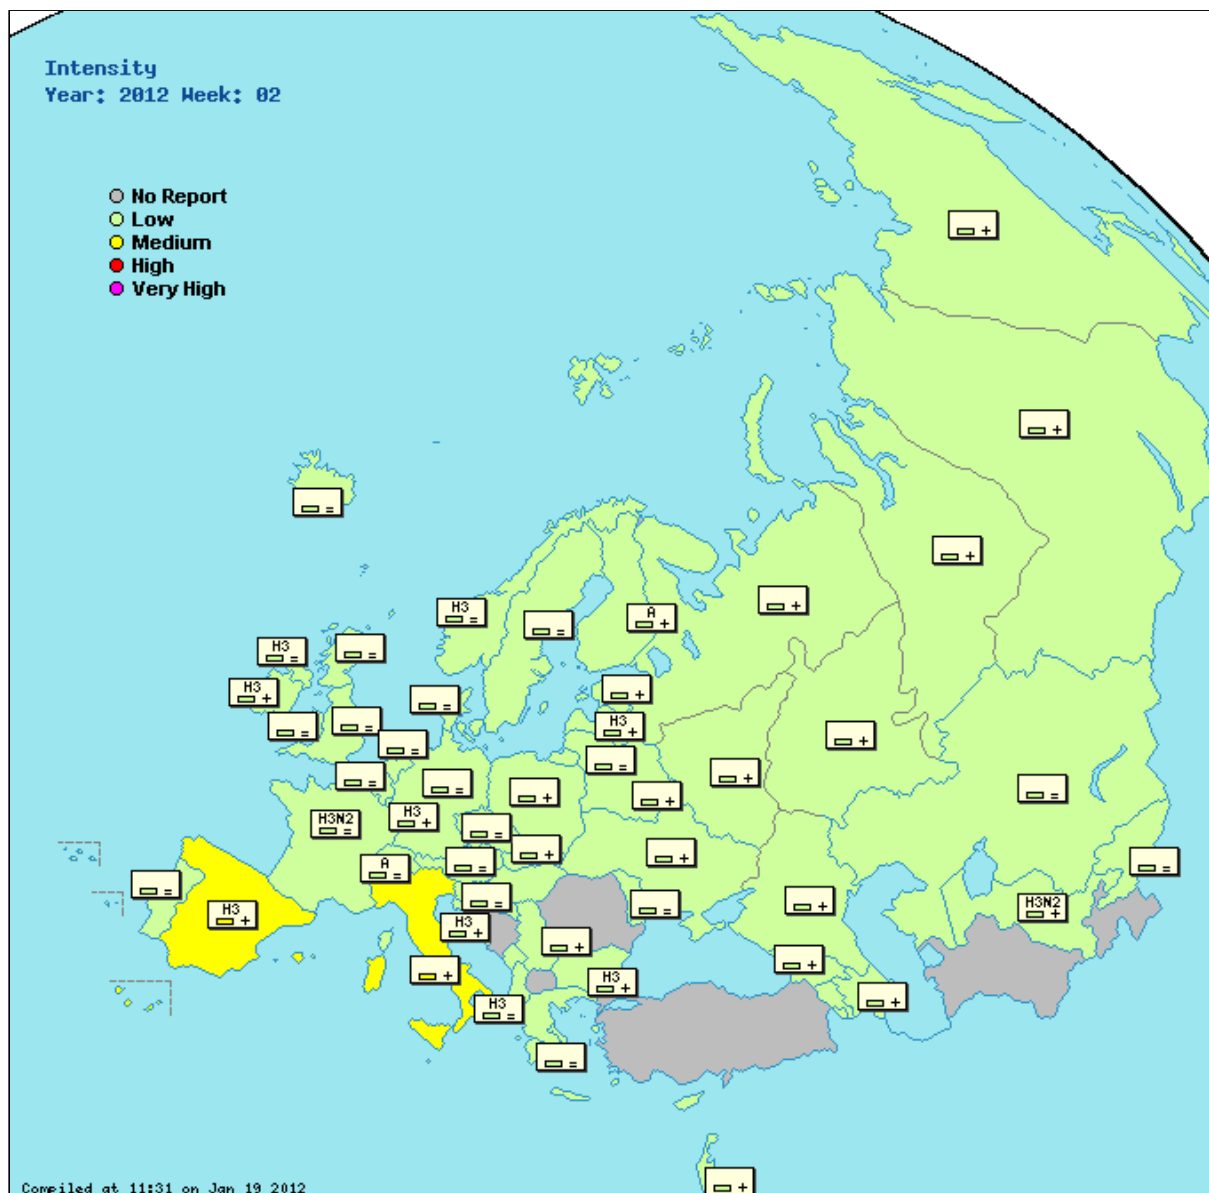 Intensity
Year: 2012 Week: 02
No Report
Low
Medium
High
Very High
+
+
=
+
+
H3 =
=
A +
H3 =
=
H3 +
+
=
=
=
=
H3 +
+
=
=
+
=
=
+
+
H3N2 =
H3 +
=
+
+
A =
=
=
=
H3 +
=
=
+
H3N2 +
H3 +
+
+
+
H3 +
+
H3 =
=
+
Compiled at 11:31 on Jan 19 2012